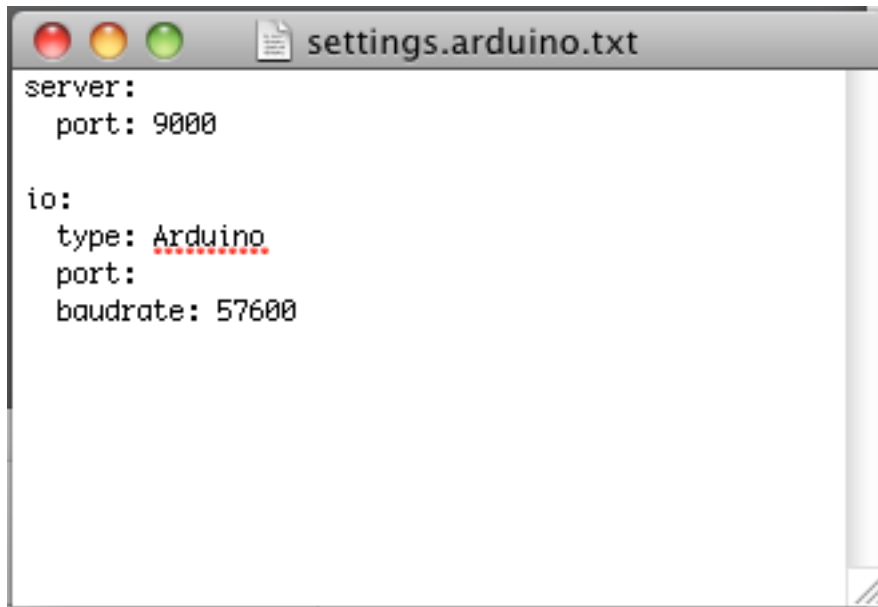 settings.arduino.txt
server:
  port: 9000

io:
  type: Arduino
  port:
  baudrate: 57600